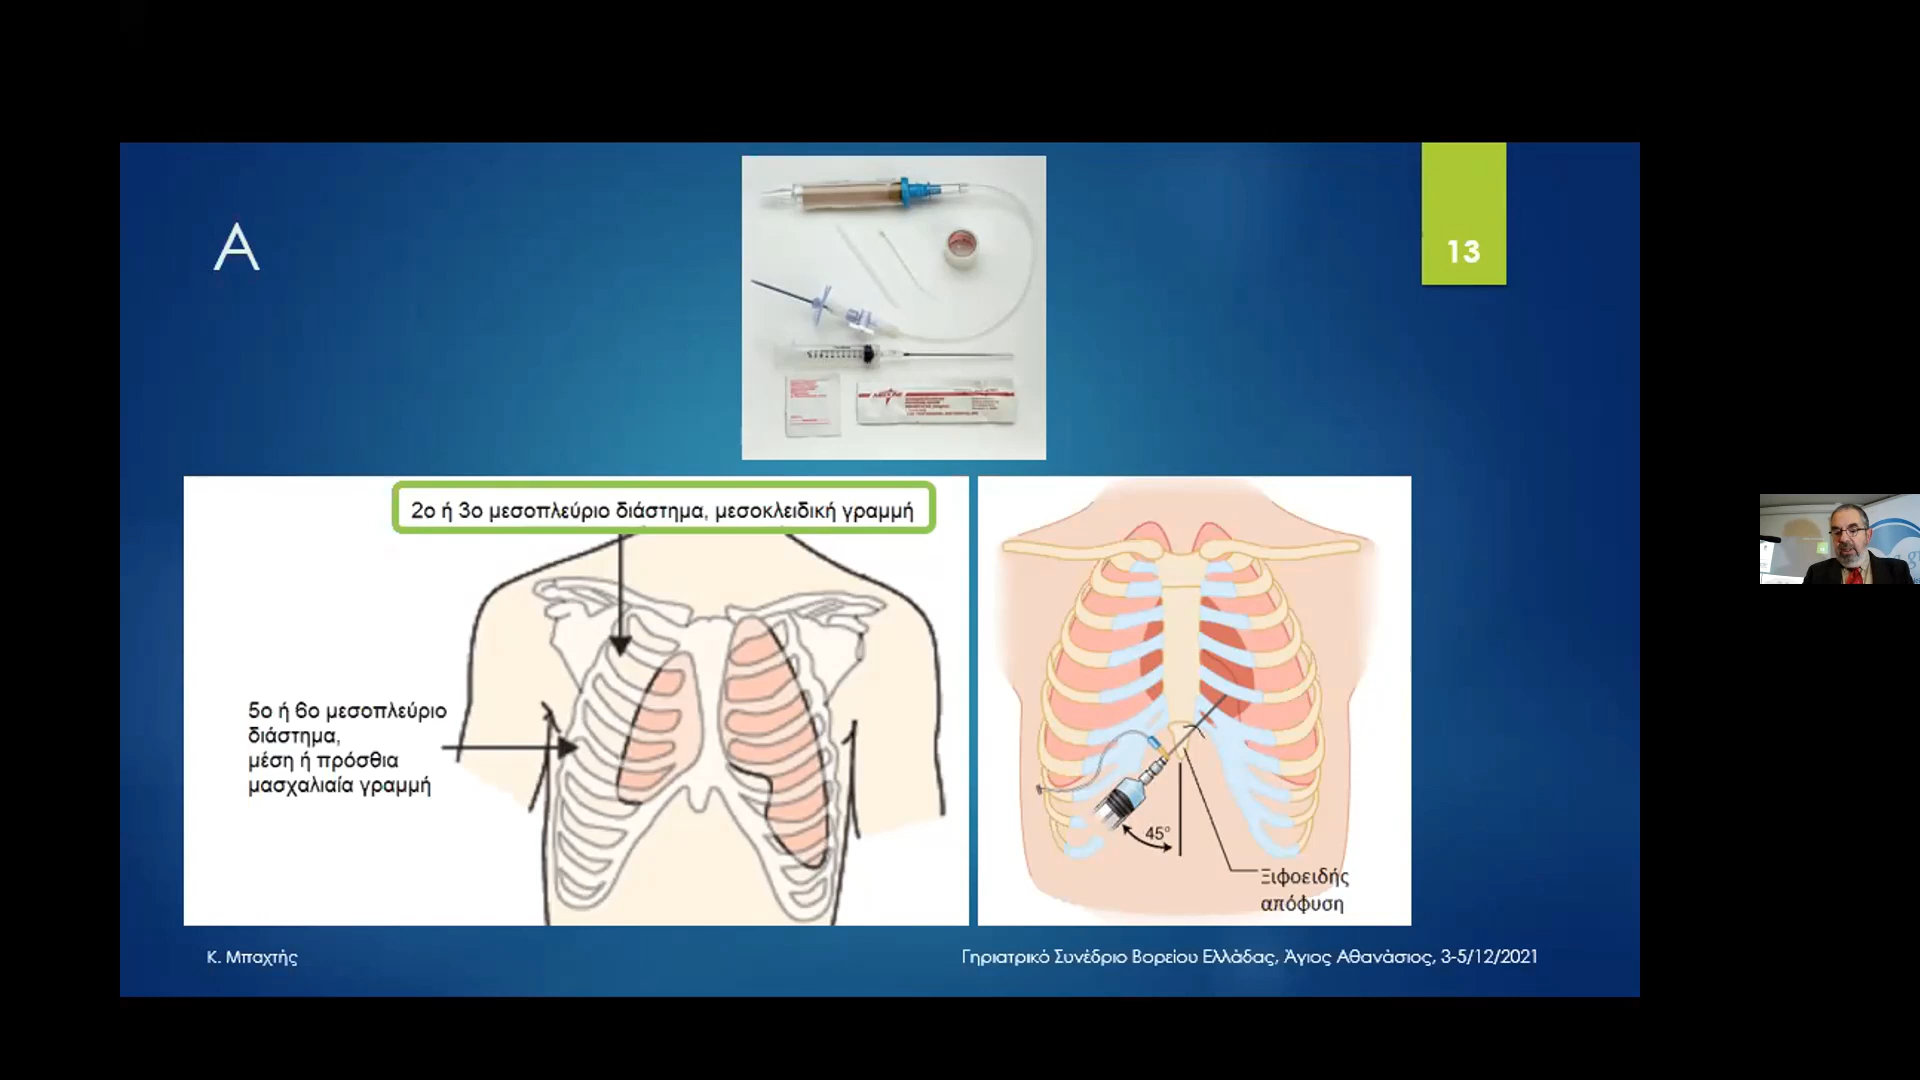 A
13
2ο ή 3ο μεσοπλεύριο διάστημα, μεσοκλειδική γραμμή
5ο ή 6ο μεσοπλεύριο
διάστημα,
μέση ή πρόσθια
μασχαλιαία γραμμή
45°
Ξιφοειδής
απόφυση
Κ. Μπαχτής
Γηριατρικό Συνέδριο Βορείου Ελλάδας, Άγιος Αθανάσιος, 3-5/12/2021